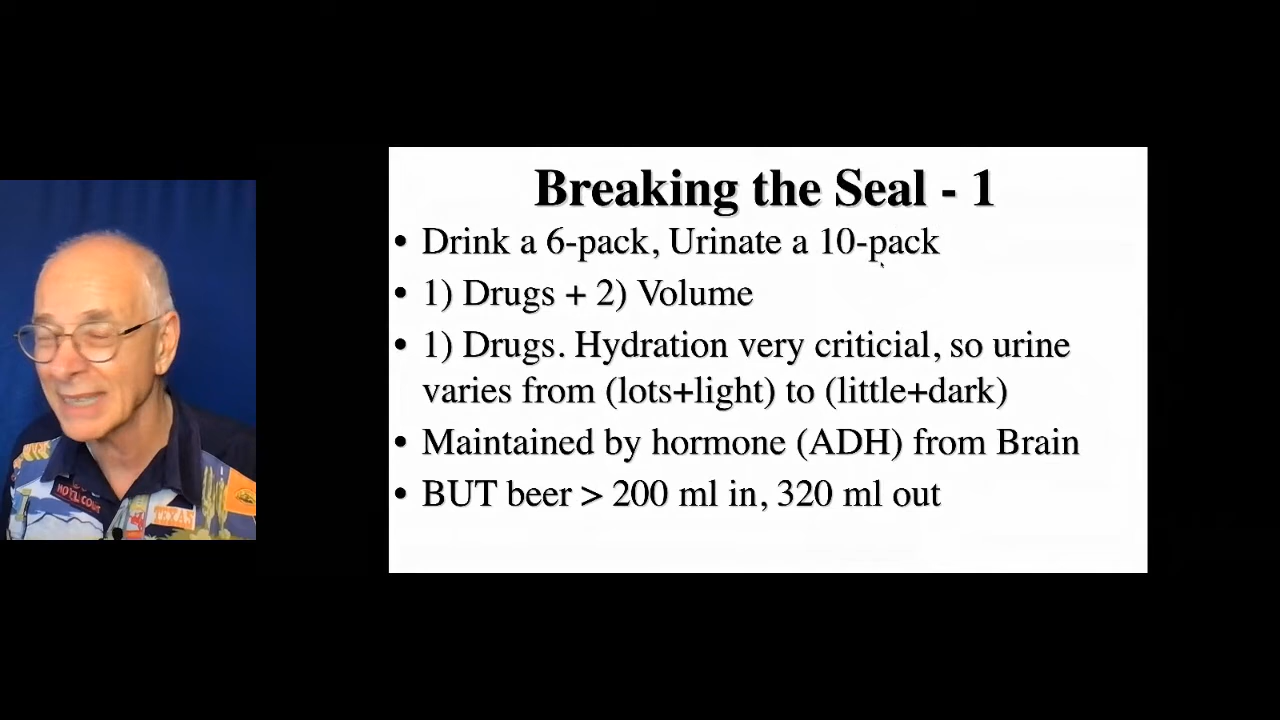 Breaking the Seal - 1
• Drink a 6-pack, Urinate a 10-pack
• 1) Drugs + 2) Volume
• 1) Drugs. Hydration very criticial, so urine
varies from (lots+light) to (little+dark)
• Maintained by hormone (ADH) from Brain
• BUT beer > 200 ml in, 320 ml out
TEXAS